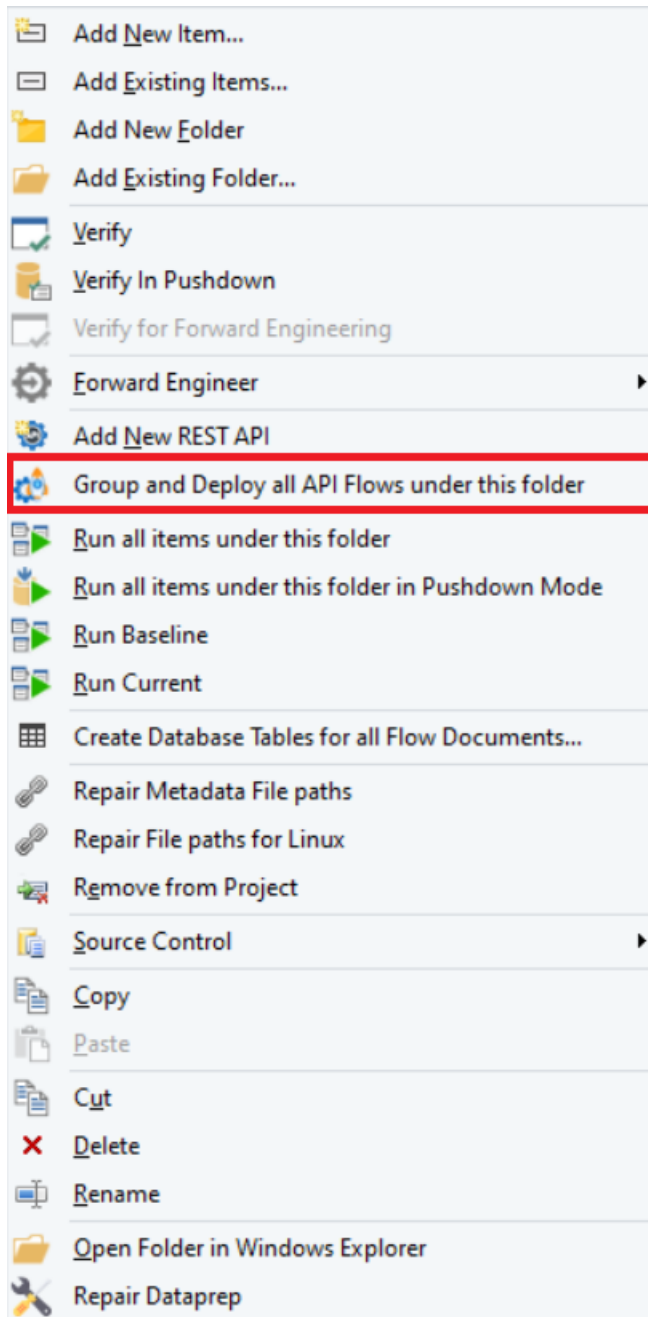 Add New Item...
Add Existing Items...
Add New Folder
Add Existing Folder...
Verify
Verify In Pushdown
Verify for Forward Engineering
Forward Engineer
Add New REST API
Group and Deploy all API Flows under this folder
Run all items under this folder
Run all items under this folder in Pushdown Mode
Run Baseline
Run Current
Create Database Tables for all Flow Documents...
Repair Metadata File paths
Repair File paths for Linux
Remove from Project
Source Control
Copy
Paste
Cut
Delete
Rename
Open Folder in Windows Explorer
Repair Dataprep